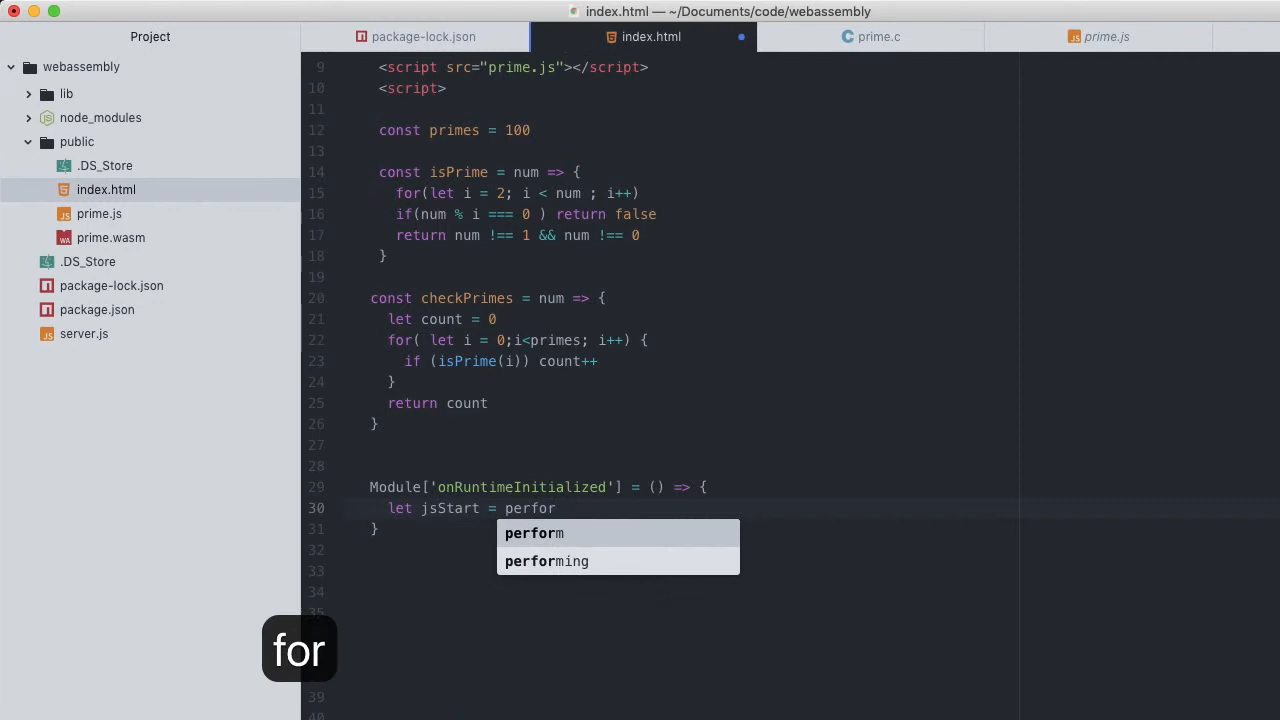 index.html — ~/Documents/code/webassembly
Project
package-lock.json
index.html
prime.c
prime.js
webassembly
lib
node_modules
public
.DS_Store
index.html
prime.js
prime.wasm
.DS_Store
package-lock.json
package.json
server.js
9 <script src="prime.js"></script>
10 <script>
11
12 const primes = 100
13
14 const isPrime = num => {
15 for(let i = 2; i < num ; i++)
16 if(num % i === 0 ) return false
17 return num !== 1 && num !== 0
18 }
19
20 const checkPrimes = num => {
21 let count = 0
22 for( let i = 0;i<primes; i++) {
23 if (isPrime(i)) count++
24 }
25 return count
26 }
27
28
29 Module['onRuntimeInitialized'] = () => {
30 let jsStart = perfor
31 }
perform
performing
32
33
34
35
for
39
40